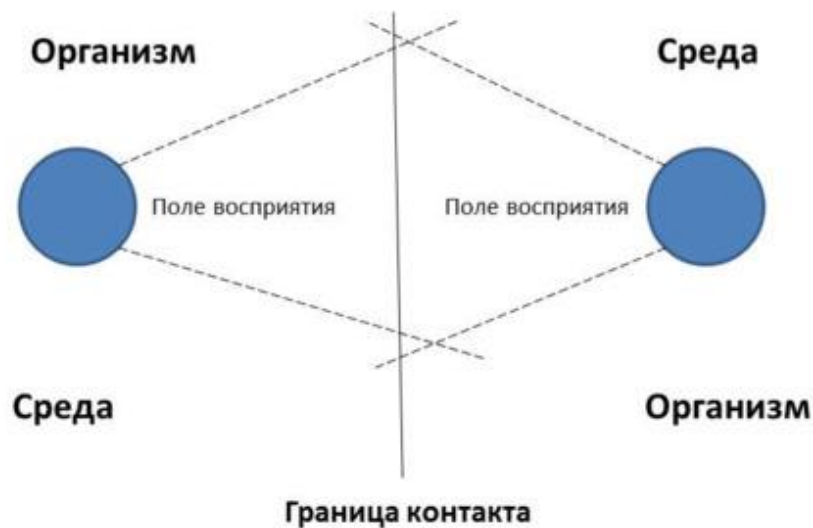 Организм
Среда
Поле восприятия
Поле восприятия
Среда
Организм
Граница контакта